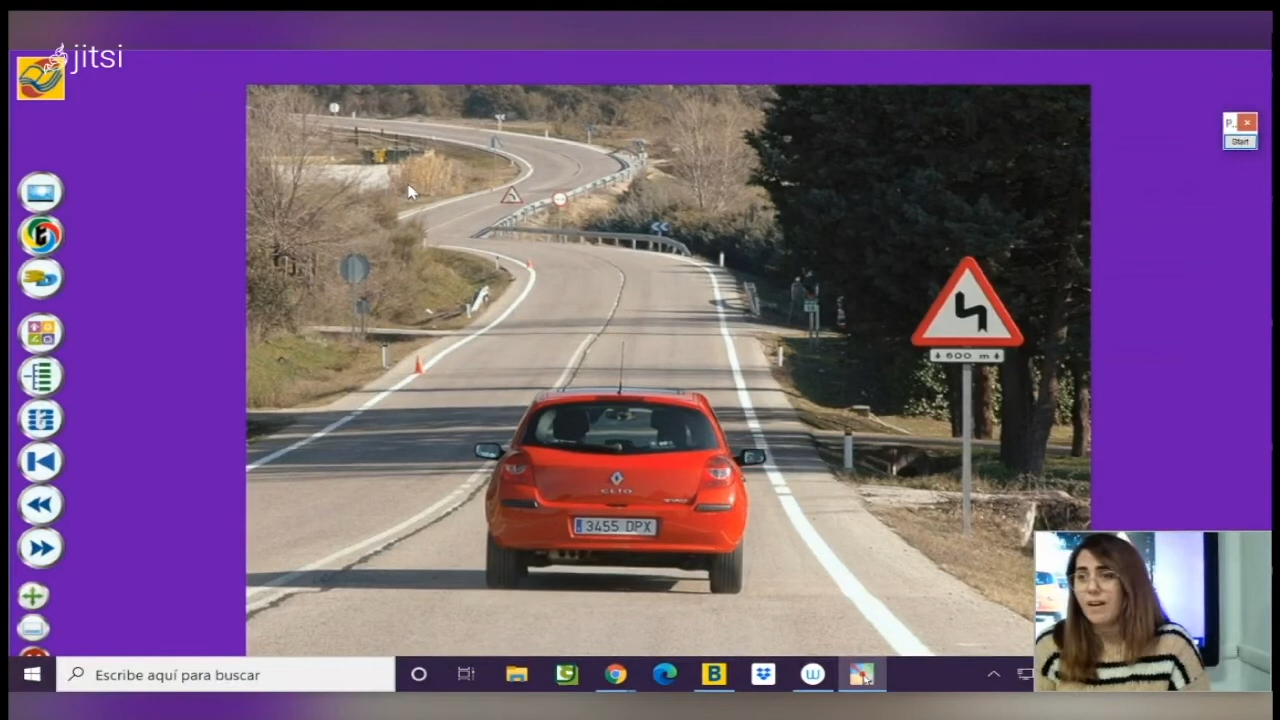 jitsi
P...
Start
600 m
CLIO
3455 DPX
Escribe aquí para buscar